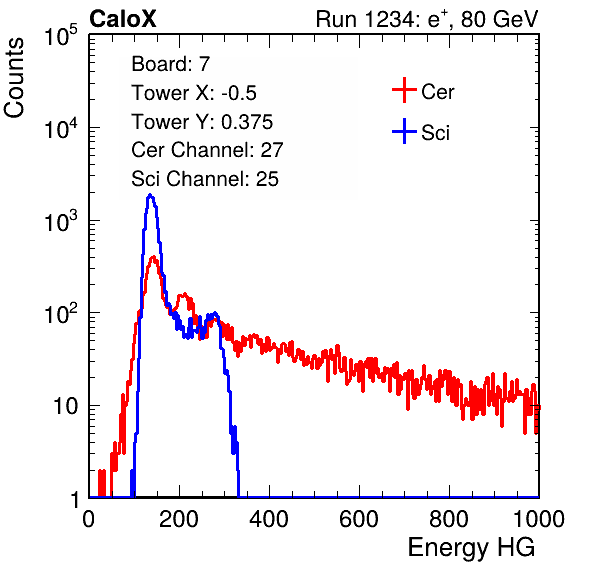 CaloX Run 1234: e⁺, 80 GeV
Counts
10⁵
10⁴
10³
10²
10
1
Board: 7
Tower X: -0.5
Tower Y: 0.375
Cer Channel: 27
Sci Channel: 25
Cer
Sci
0 200 400 600 800 1000
Energy HG